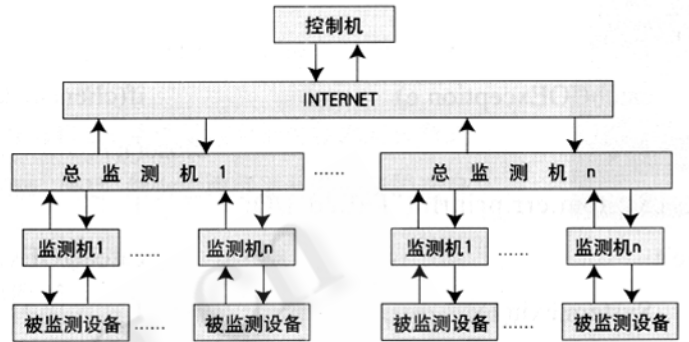 控制机
INTERNET
总监测机1 …… 总监测机n
监测机1 …… 监测机n 监测机1 …… 监测机n
被监测设备 …… 被监测设备 被监测设备 …… 被监测设备